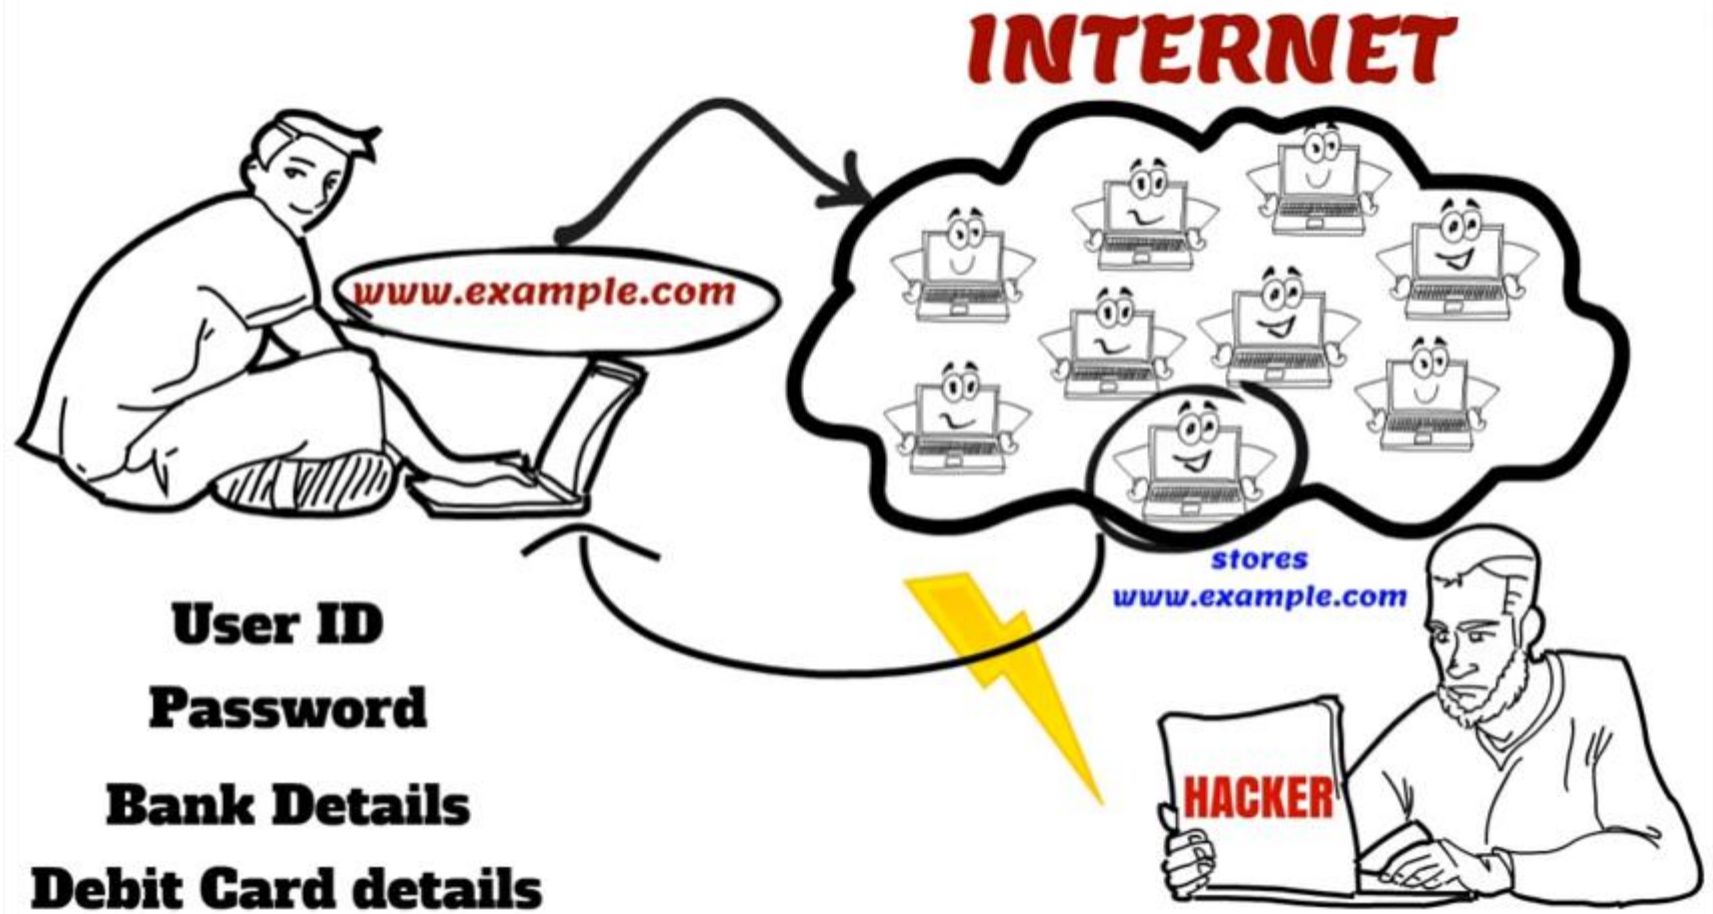 INTERNET
www.example.com
stores
www.example.com
User ID
Password
Bank Details
Debit Card details
HACKER